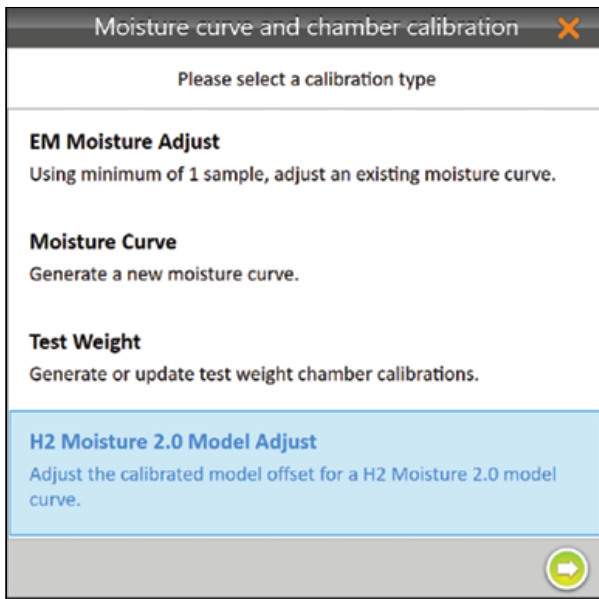 Moisture curve and chamber calibration
Please select a calibration type
EM Moisture Adjust
Using minimum of 1 sample, adjust an existing moisture curve.
Moisture Curve
Generate a new moisture curve.
Test Weight
Generate or update test weight chamber calibrations.
H2 Moisture 2.0 Model Adjust
Adjust the calibrated model offset for a H2 Moisture 2.0 model
curve.